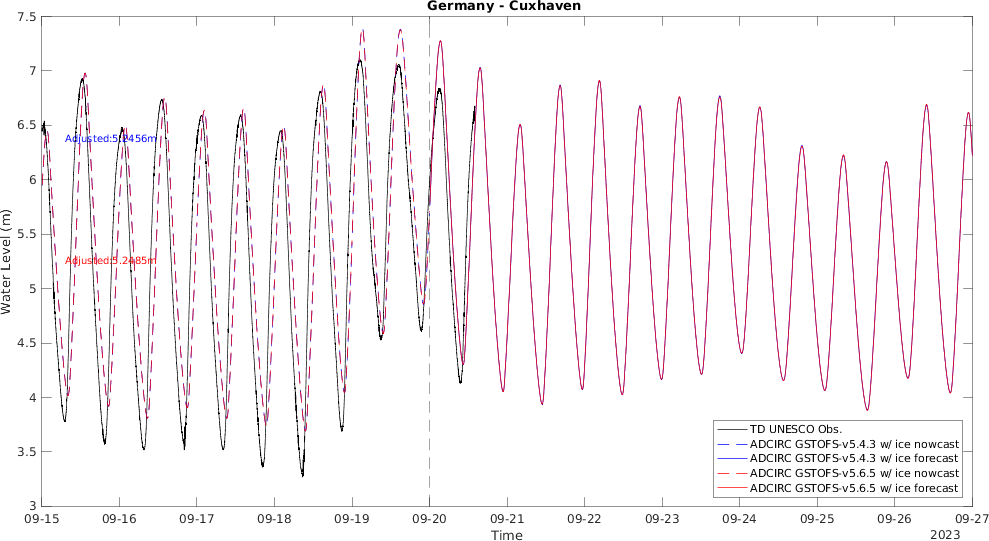 Germany - Cuxhaven
7.5
7
6.5
6
5.5
5
4.5
4
3.5
3
Water Level (m)
Adjusted:5.2456m
Adjusted:5.2485m
TD UNESCO Obs.
ADCIRC GSTOFS-v5.4.3 w/ ice nowcast
ADCIRC GSTOFS-v5.4.3 w/ ice forecast
ADCIRC GSTOFS-v5.6.5 w/ ice nowcast
ADCIRC GSTOFS-v5.6.5 w/ ice forecast
09-15 09-16 09-17 09-18 09-19 09-20 09-21 09-22 09-23 09-24 09-25 09-26 09-27
Time
2023